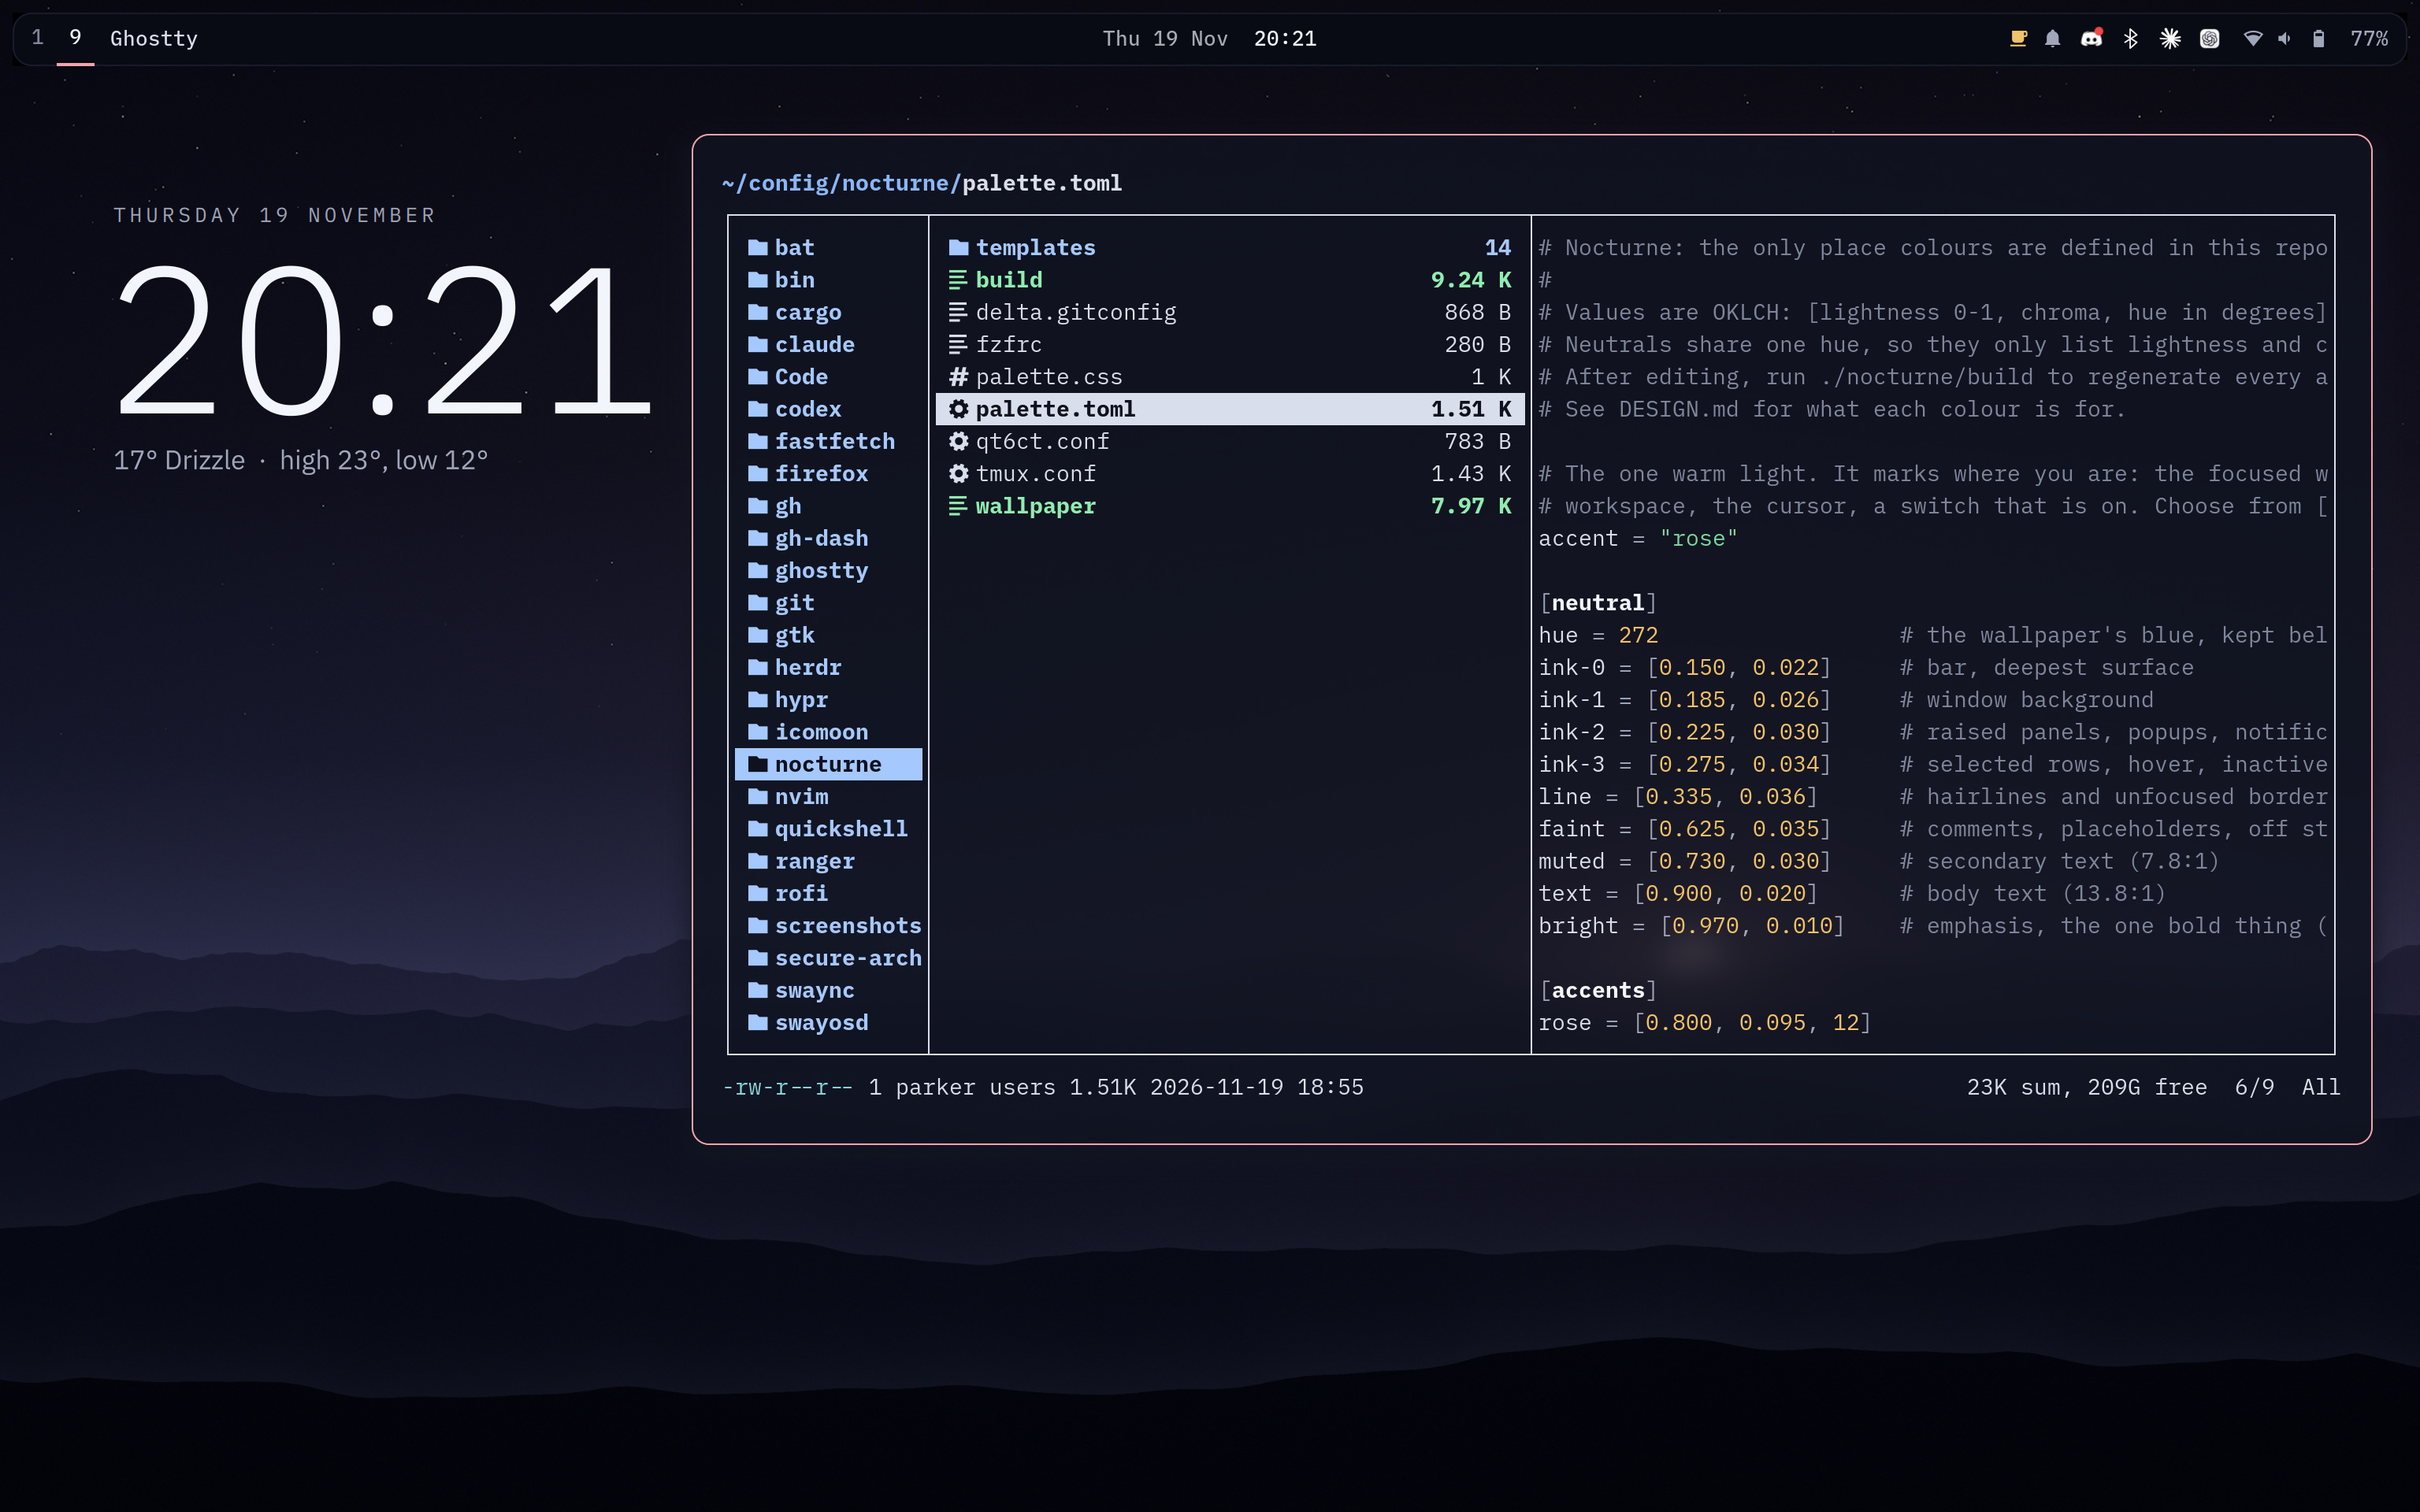 1 9 Ghostty
Thu 19 Nov 20:21
77%
THURSDAY 19 NOVEMBER
20:21
17° Drizzle · high 23°, low 12°
~/config/nocturne/palette.toml
bat
bin
cargo
claude
Code
codex
fastfetch
firefox
gh
gh-dash
ghostty
git
gtk
herdr
hypr
icomoon
nocturne
nvim
quickshell
ranger
rofi
screenshots
secure-arch
swaync
swayosd
templates 14
build 9.24 K
delta.gitconfig 868 B
fzfrc 280 B
palette.css 1 K
palette.toml 1.51 K
qt6ct.conf 783 B
tmux.conf 1.43 K
wallpaper 7.97 K
# Nocturne: the only place colours are defined in this repo
#
# Values are OKLCH: [lightness 0-1, chroma, hue in degrees]
# Neutrals share one hue, so they only list lightness and c
# After editing, run ./nocturne/build to regenerate every a
# See DESIGN.md for what each colour is for.
# The one warm light. It marks where you are: the focused w
# workspace, the cursor, a switch that is on. Choose from [
accent = "rose"
[neutral]
hue = 272 # the wallpaper's blue, kept bel
ink-0 = [0.150, 0.022] # bar, deepest surface
ink-1 = [0.185, 0.026] # window background
ink-2 = [0.225, 0.030] # raised panels, popups, notific
ink-3 = [0.275, 0.034] # selected rows, hover, inactive
line = [0.335, 0.036] # hairlines and unfocused border
faint = [0.625, 0.035] # comments, placeholders, off st
muted = [0.730, 0.030] # secondary text (7.8:1)
text = [0.900, 0.020] # body text (13.8:1)
bright = [0.970, 0.010] # emphasis, the one bold thing (
[accents]
rose = [0.800, 0.095, 12]
-rw-r--r-- 1 parker users 1.51K 2026-11-19 18:55
23K sum, 209G free 6/9 All